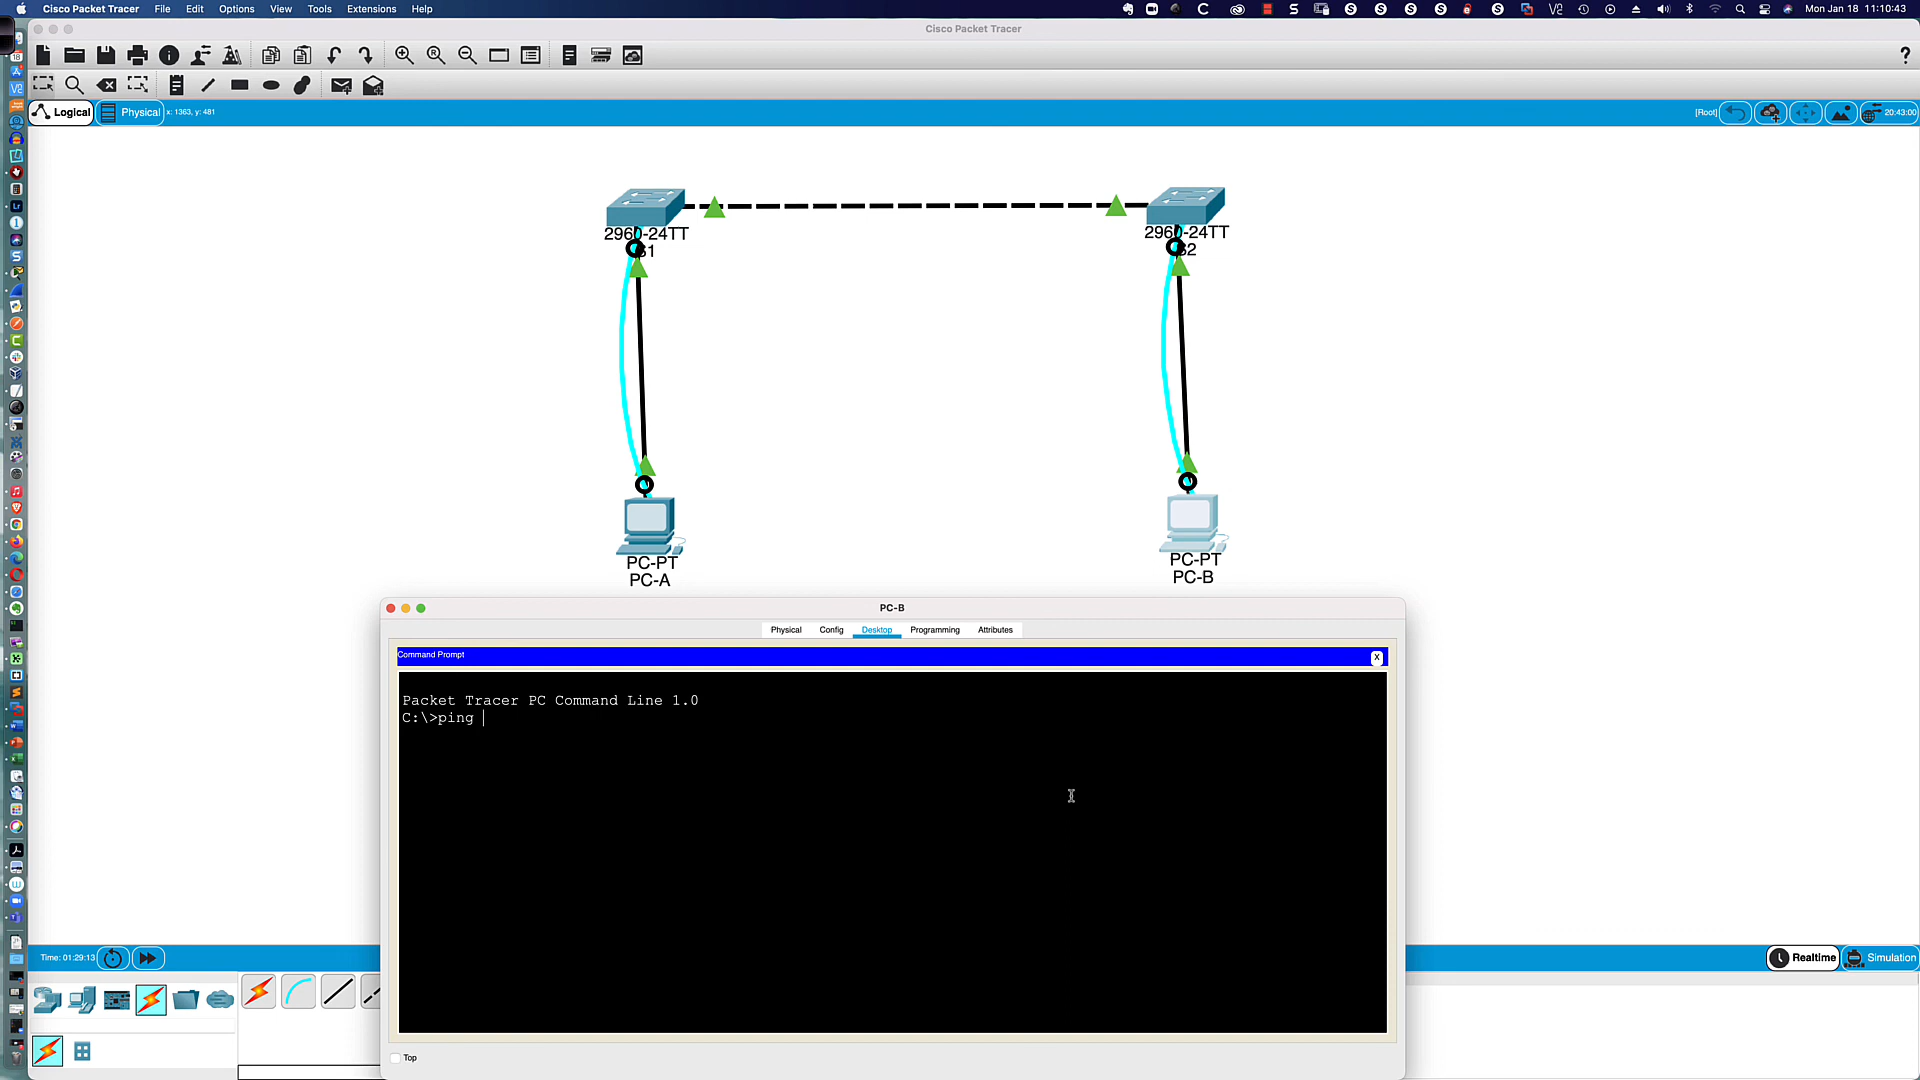 Cisco Packet Tracer File Edit Options View Tools Extensions Help
Mon Jan 18 11:10:43
Cisco Packet Tracer
Logical Physical x: 1363, y: 481
[Root] 20:43:00
2960-24TT
S1
2960-24TT
S2
PC-PT
PC-A
PC-PT
PC-B
PC-B
Physical Config Desktop Programming Attributes
Command Prompt
X
Packet Tracer PC Command Line 1.0
C:\>ping
Time: 01:29:13
Realtime Simulation
Top